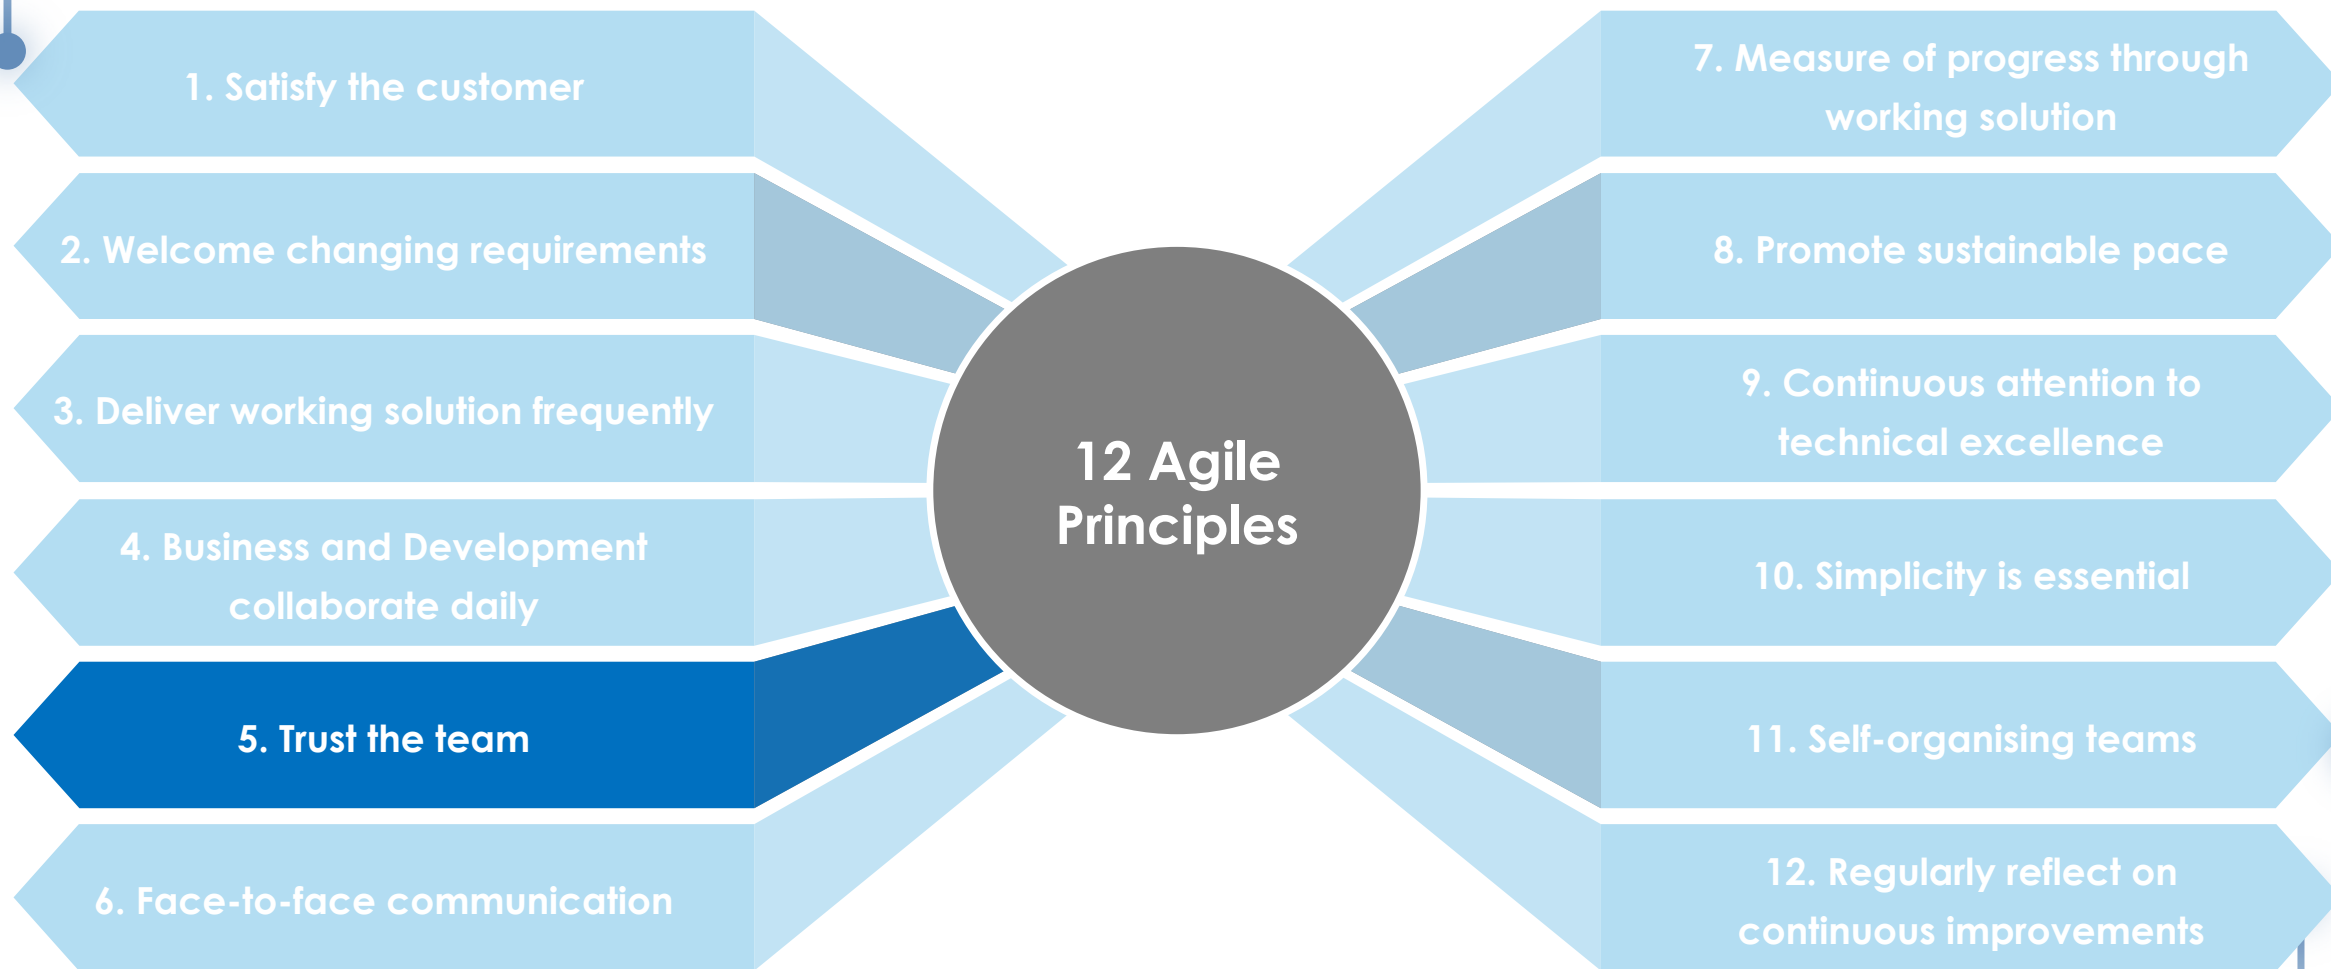 1. Satisfy the customer
2. Welcome changing requirements
3. Deliver working solution frequently
4. Business and Development
collaborate daily
5. Trust the team
6. Face-to-face communication
12 Agile
Principles
7. Measure of progress through
working solution
8. Promote sustainable pace
9. Continuous attention to
technical excellence
10. Simplicity is essential
11. Self-organising teams
12. Regularly reflect on
continuous improvements